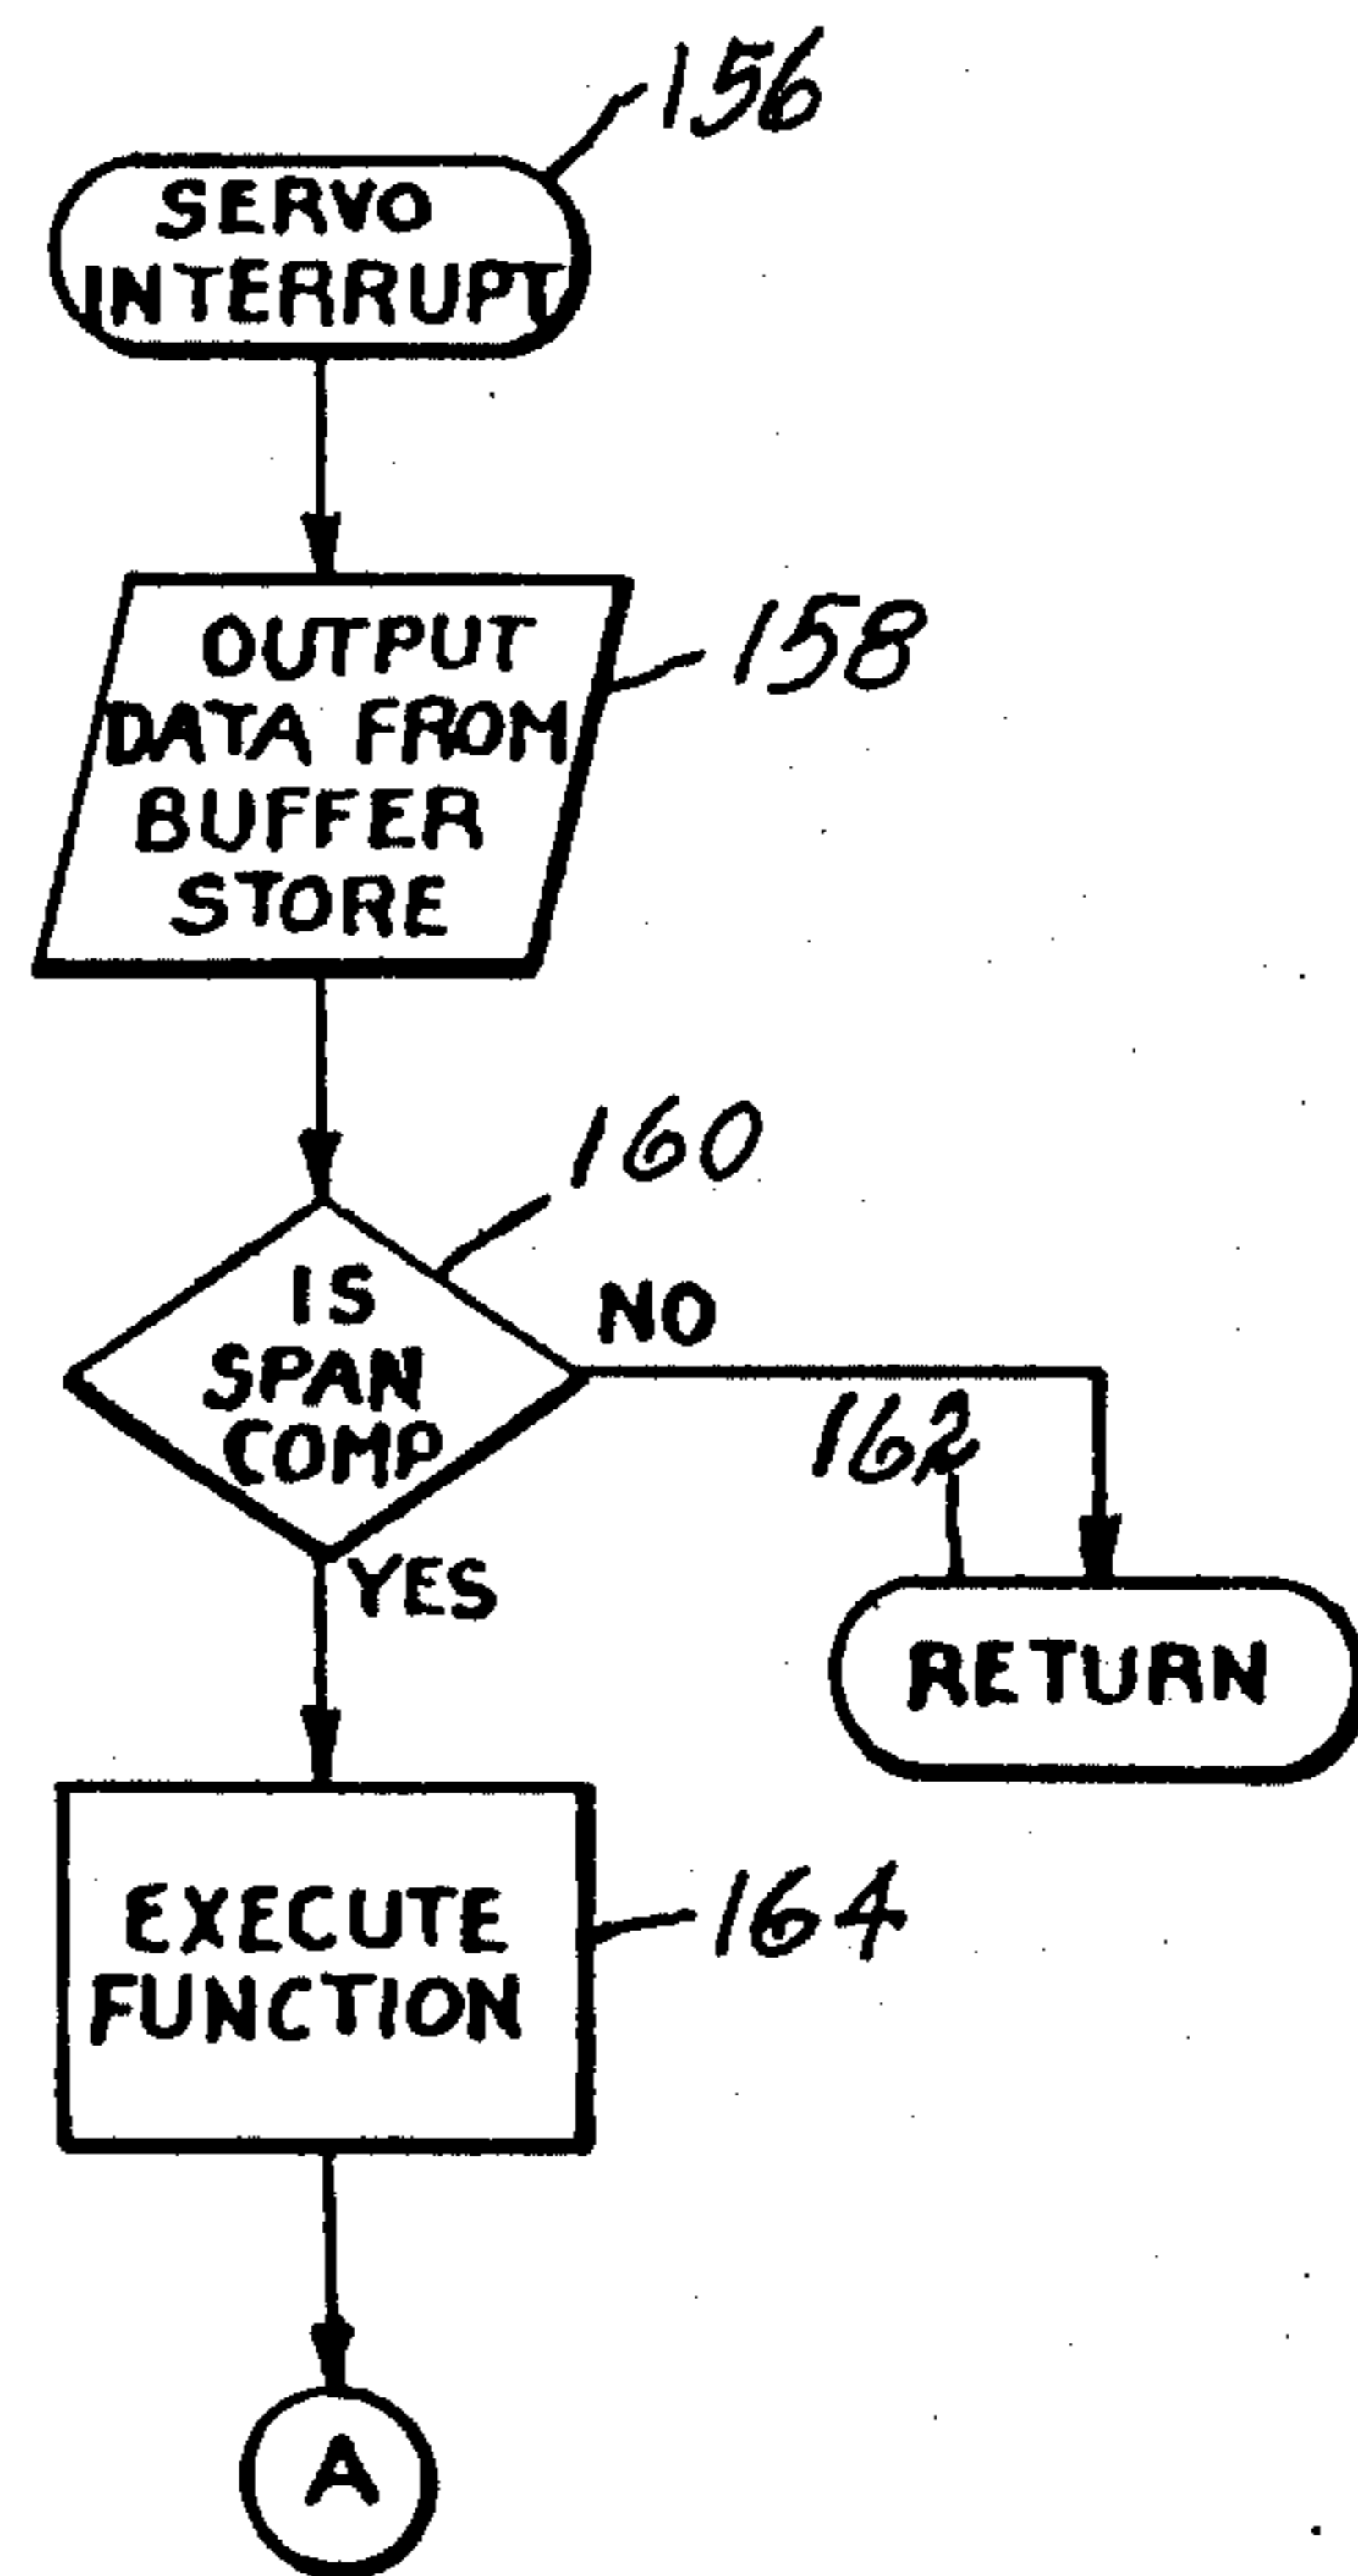 156
SERVO
INTERRUPT
OUTPUT
DATA FROM
BUFFER
STORE
158
160
IS
SPAN
COMP
NO
162
YES
RETURN
EXECUTE
FUNCTION
164
A